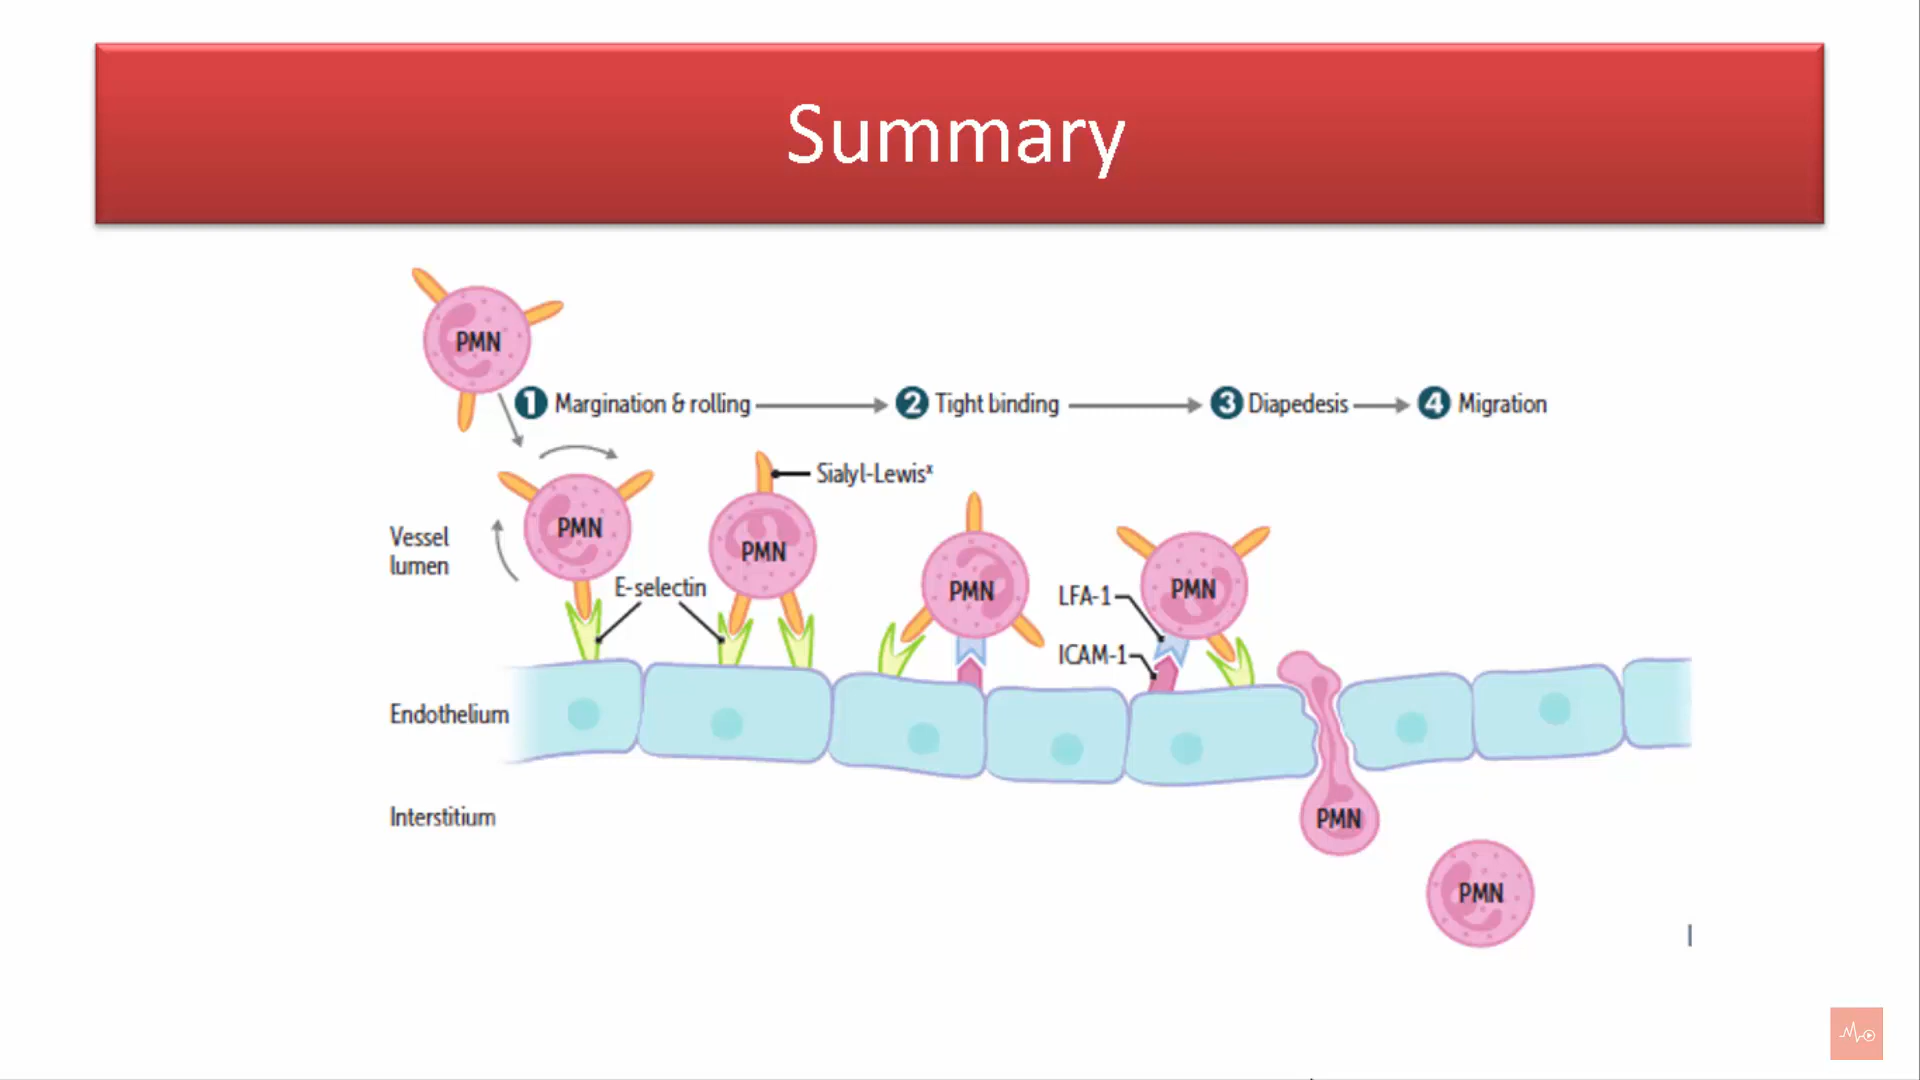 Summary
PMN
1 Margination & rolling
2 Tight binding
3 Diapedesis
4 Migration
Sialyl-Lewisˣ
Vessel
lumen
PMN
PMN
E-selectin
PMN
LFA-1
PMN
ICAM-1
Endothelium
Interstitium
PMN
PMN